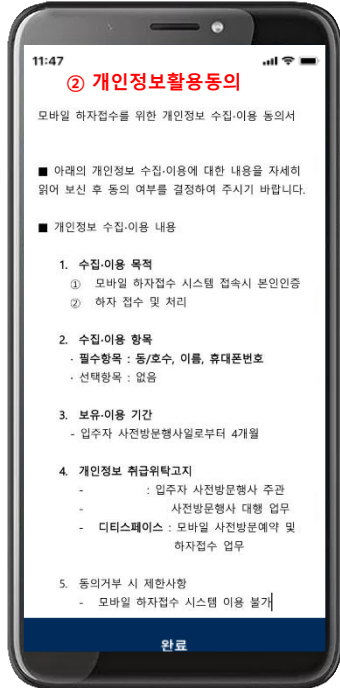 11:47
② 개인정보활용동의
모바일 하자접수를 위한 개인정보 수집·이용 동의서
■ 아래의 개인정보 수집·이용에 대한 내용을 자세히
읽어 보신 후 동의 여부를 결정하여 주시기 바랍니다.
■ 개인정보 수집·이용 내용
1. 수집·이용 목적
① 모바일 하자접수 시스템 접속시 본인인증
② 하자 접수 및 처리
2. 수집·이용 항목
· 필수항목 : 동/호수, 이름, 휴대폰번호
· 선택항목 : 없음
3. 보유·이용 기간
- 입주자 사전방문행사일로부터 4개월
4. 개인정보 취급위탁고지
- : 입주자 사전방문행사 주관
- 사전방문행사 대행 업무
- 디티스페이스 : 모바일 사전방문예약 및
하자접수 업무
5. 동의거부 시 제한사항
- 모바일 하자접수 시스템 이용 불가
완료